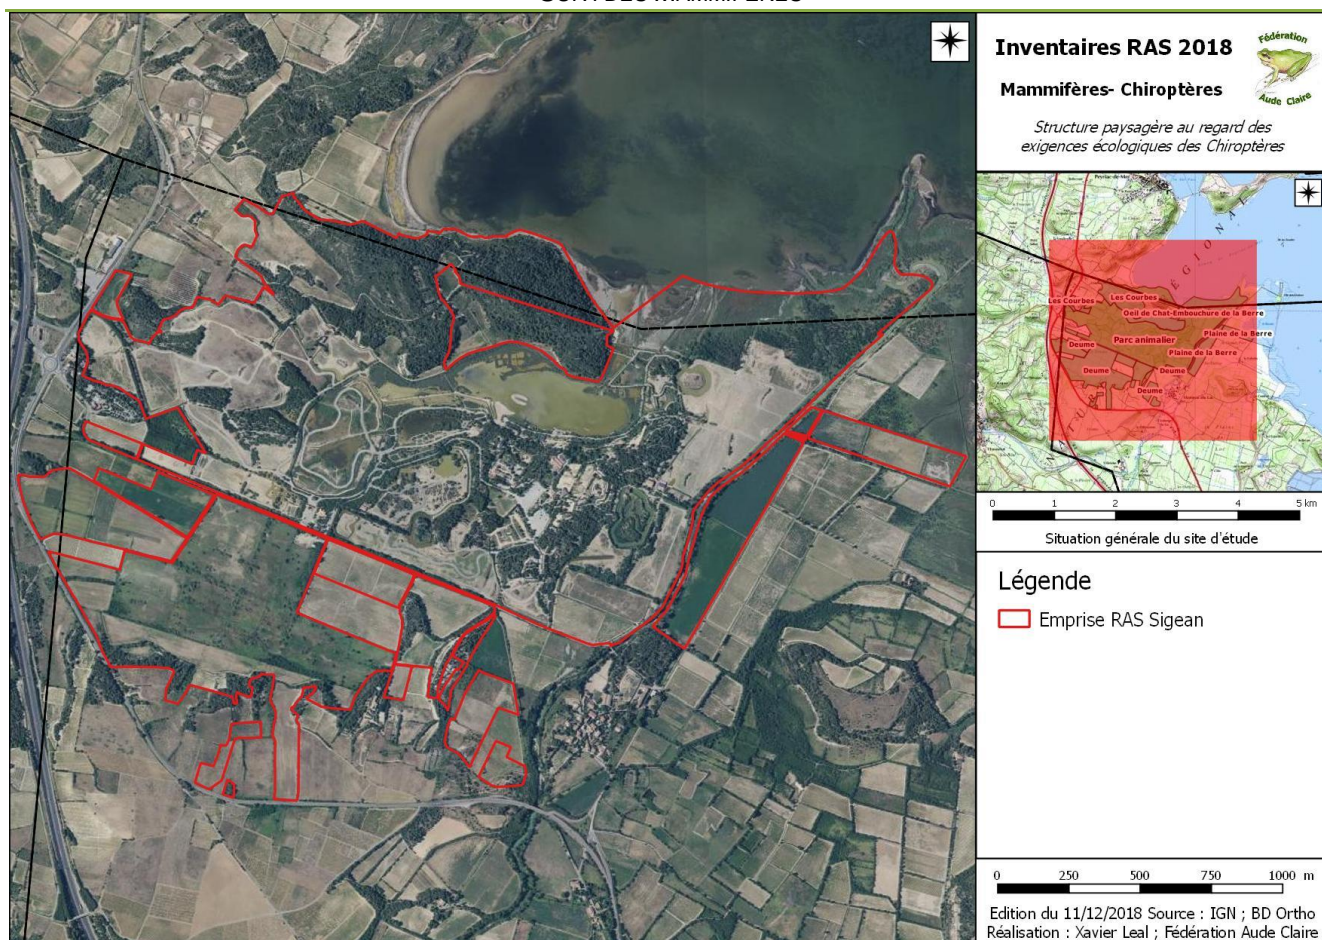 Inventaires RAS 2018
Fédération
Aude Claire
Mammifères- Chiroptères
Structure paysagère au regard des
exigences écologiques des Chiroptères
Les Courbes
Les Courbes
Oeil de Chat-Embouchure de la Berre
Parc animalier
Plaine de la Berre
Deume
Plaine de la Berre
Deume
Deume
Deume
0 1 2 3 4 5 km
Situation générale du site d'étude
Légende
Emprise RAS Sigean
0 250 500 750 1000 m
Edition du 11/12/2018 Source : IGN ; BD Ortho
Réalisation : Xavier Leal ; Fédération Aude Claire